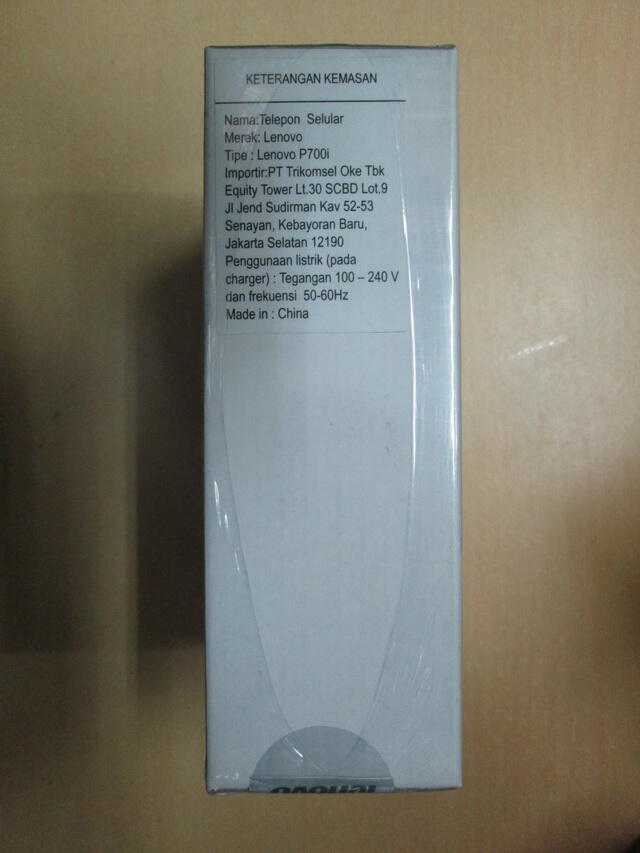 KETERANGAN KEMASAN
Nama:Telepon Selular
Merek: Lenovo
Tipe : Lenovo P700i
Importir:PT Trikomsel Oke Tbk
Equity Tower Lt.30 SCBD Lot.9
Jl Jend Sudirman Kav 52-53
Senayan, Kebayoran Baru,
Jakarta Selatan 12190
Penggunaan listrik (pada
charger) : Tegangan 100 – 240 V
dan frekuensi 50-60Hz
Made in : China
lenovo